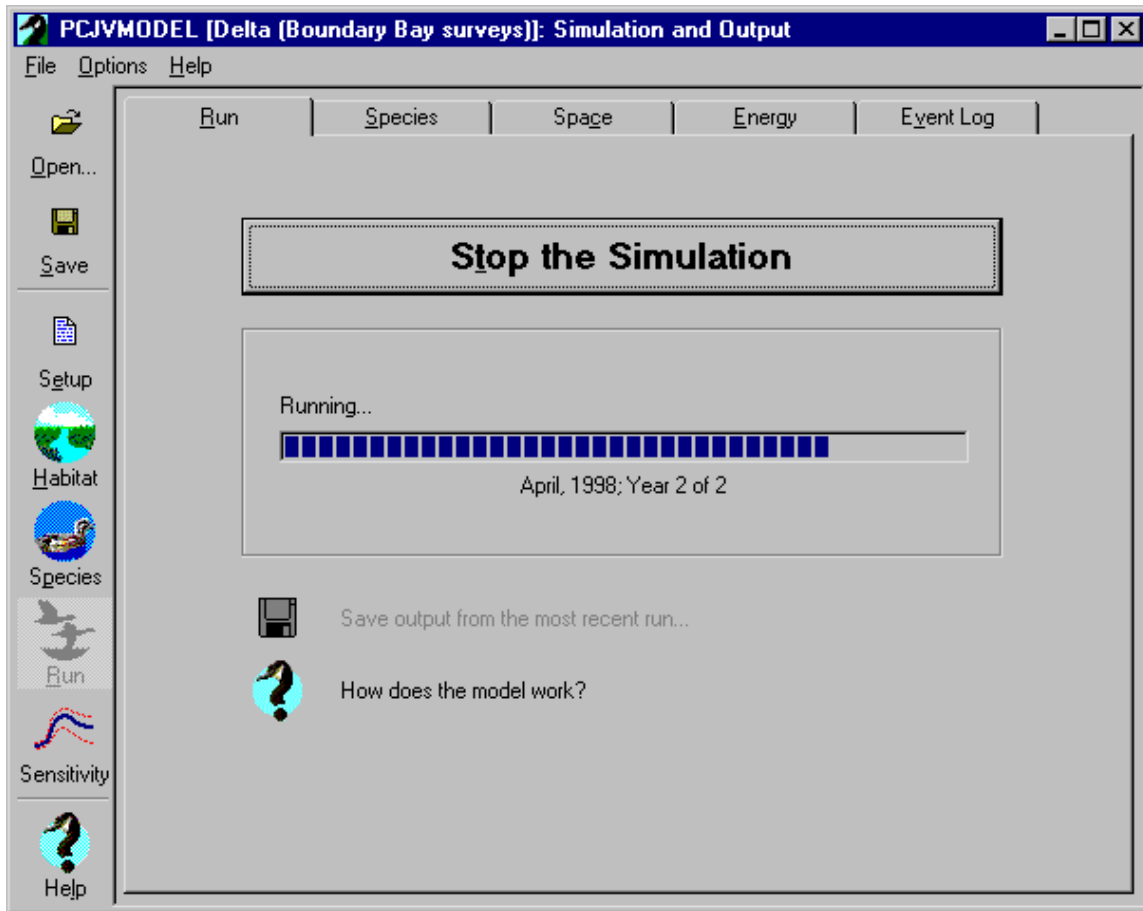 PCJVMODEL [Delta (Boundary Bay surveys)]: Simulation and Output
File Options Help
Open...
Save
Setup
Habitat
Species
Run
Sensitivity
Help
Run Species Space Energy Event Log
Stop the Simulation
Running...
April, 1998; Year 2 of 2
Save output from the most recent run...
How does the model work?